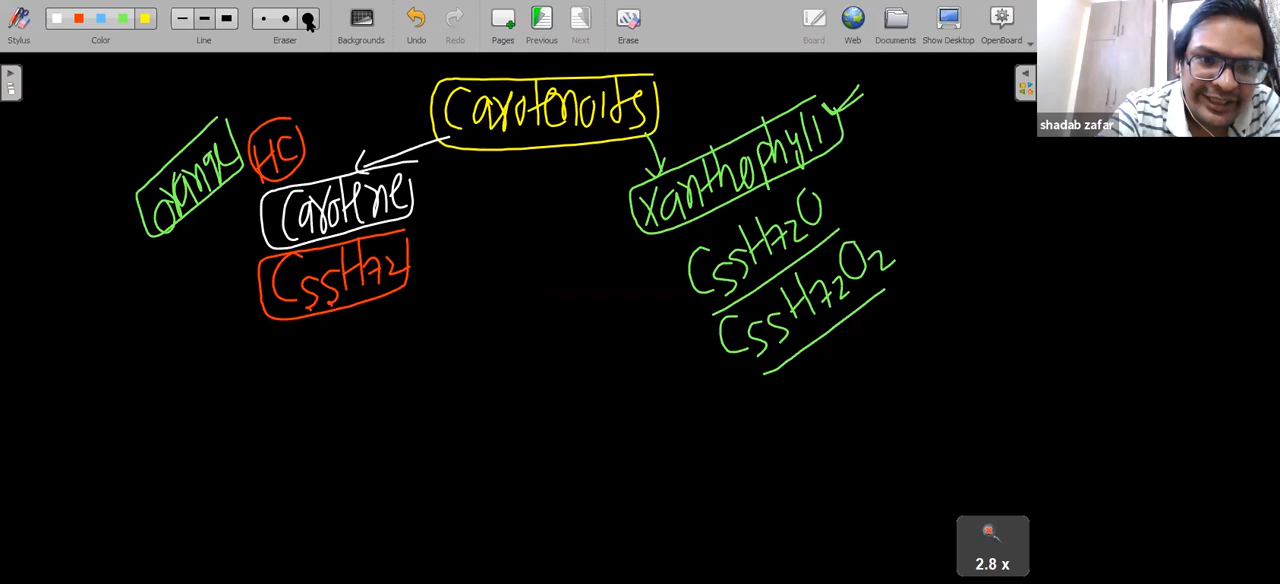 Stylus
Color
Line
Eraser
Backgrounds
Undo
Redo
Pages
Previous
Next
Erase
Board
Web
Documents
Show Desktop
OpenBoard
shadab zafar
Carotenoids
orange
HC
Carotene
C55H72
Xanthophyll
C55H72O
C55H72O2
2.8 x